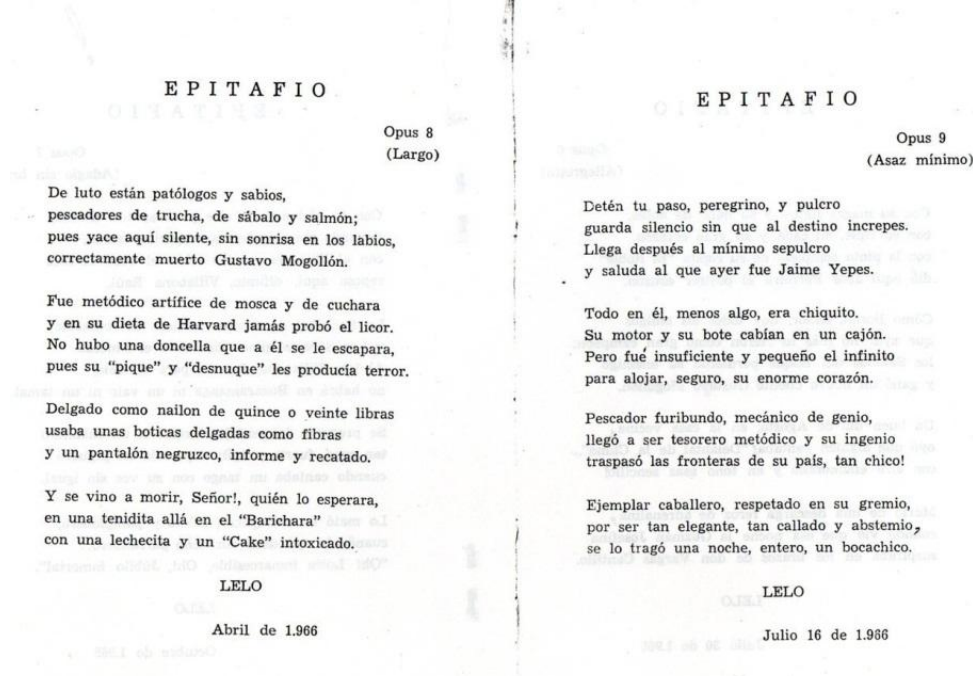 EPITAFIO
Opus 8
(Largo)
De luto están patólogos y sabios,
pescadores de trucha, de sábalo y salmón;
pues yace aquí silente, sin sonrisa en los labios,
correctamente muerto Gustavo Mogollón.
Fue metódico artífice de mosca y de cuchara
y en su dieta de Harvard jamás probó el licor.
No hubo una doncella que a él se le escapara,
pues su "pique" y "desnuque" les producía terror.
Delgado como nailon de quince o veinte libras
usaba unas boticas delgadas como fibras
y un pantalón negruzco, informe y recatado.
Y se vino a morir, Señor!, quién lo esperara,
en una tenidita allá en el "Barichara"
con una lechecita y un "Cake" intoxicado.
LELO
Abril de 1.966
EPITAFIO
Opus 9
(Asaz mínimo)
Detén tu paso, peregrino, y pulcro
guarda silencio sin que al destino increpes.
Llega después al mínimo sepulcro
y saluda al que ayer fue Jaime Yepes.
Todo en él, menos algo, era chiquito.
Su motor y su bote cabían en un cajón.
Pero fué insuficiente y pequeño el infinito
para alojar, seguro, su enorme corazón.
Pescador furibundo, mecánico de genio,
llegó a ser tesorero metódico y su ingenio
traspasó las fronteras de su país, tan chico!
Ejemplar caballero, respetado en su gremio,
por ser tan elegante, tan callado y abstemio,
se lo tragó una noche, entero, un bocachico.
LELO
Julio 16 de 1.966